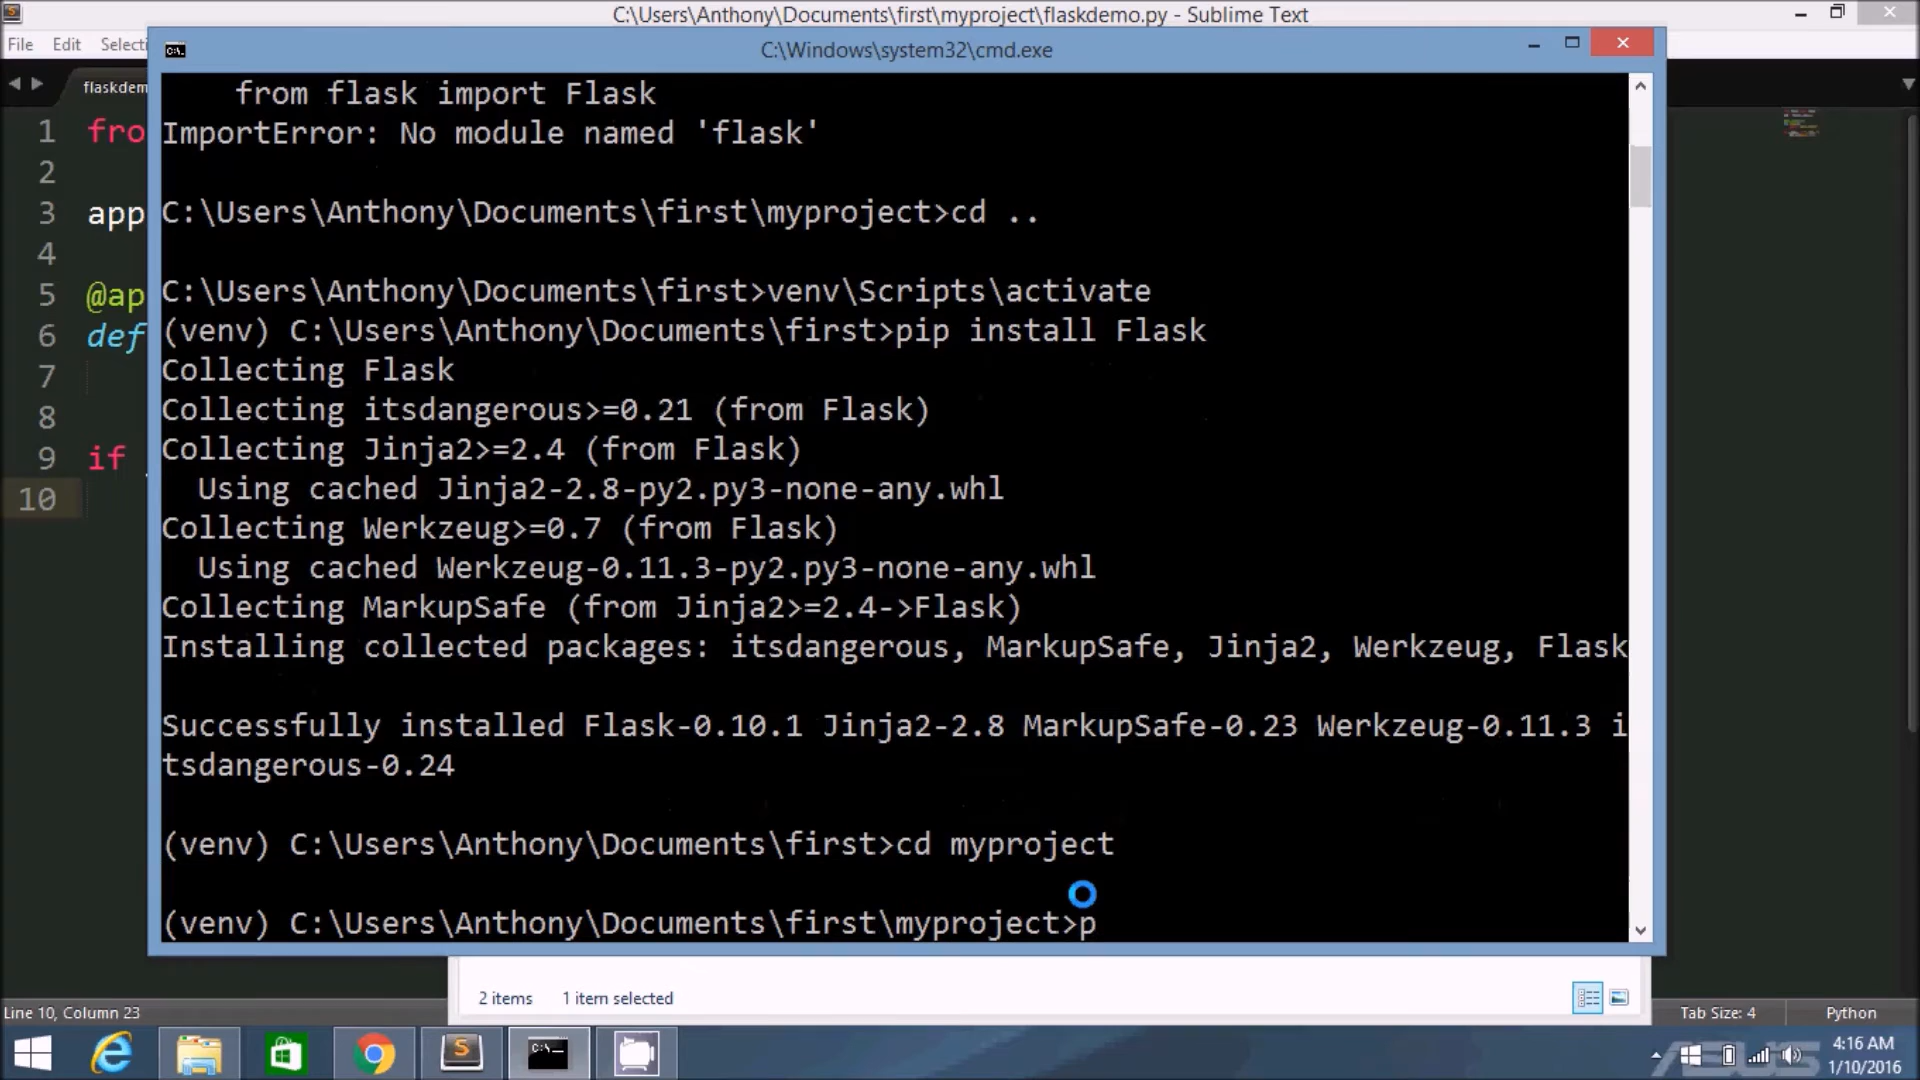 C:\Users\Anthony\Documents\first\myproject\flaskdemo.py - Sublime Text
File Edit Selecti
C:\Windows\system32\cmd.exe
flaskdem
1 fro
2
3 app
4
5 @ap
6 def
7
8
9 if
10
from flask import Flask
ImportError: No module named 'flask'
C:\Users\Anthony\Documents\first\myproject>cd ..
C:\Users\Anthony\Documents\first>venv\Scripts\activate
(venv) C:\Users\Anthony\Documents\first>pip install Flask
Collecting Flask
Collecting itsdangerous>=0.21 (from Flask)
Collecting Jinja2>=2.4 (from Flask)
Using cached Jinja2-2.8-py2.py3-none-any.whl
Collecting Werkzeug>=0.7 (from Flask)
Using cached Werkzeug-0.11.3-py2.py3-none-any.whl
Collecting MarkupSafe (from Jinja2>=2.4->Flask)
Installing collected packages: itsdangerous, MarkupSafe, Jinja2, Werkzeug, Flask
Successfully installed Flask-0.10.1 Jinja2-2.8 MarkupSafe-0.23 Werkzeug-0.11.3 i
tsdangerous-0.24
(venv) C:\Users\Anthony\Documents\first>cd myproject
(venv) C:\Users\Anthony\Documents\first\myproject>p
2 items 1 item selected
Line 10, Column 23
Tab Size: 4 Python
ASUS
4:16 AM
1/10/2016